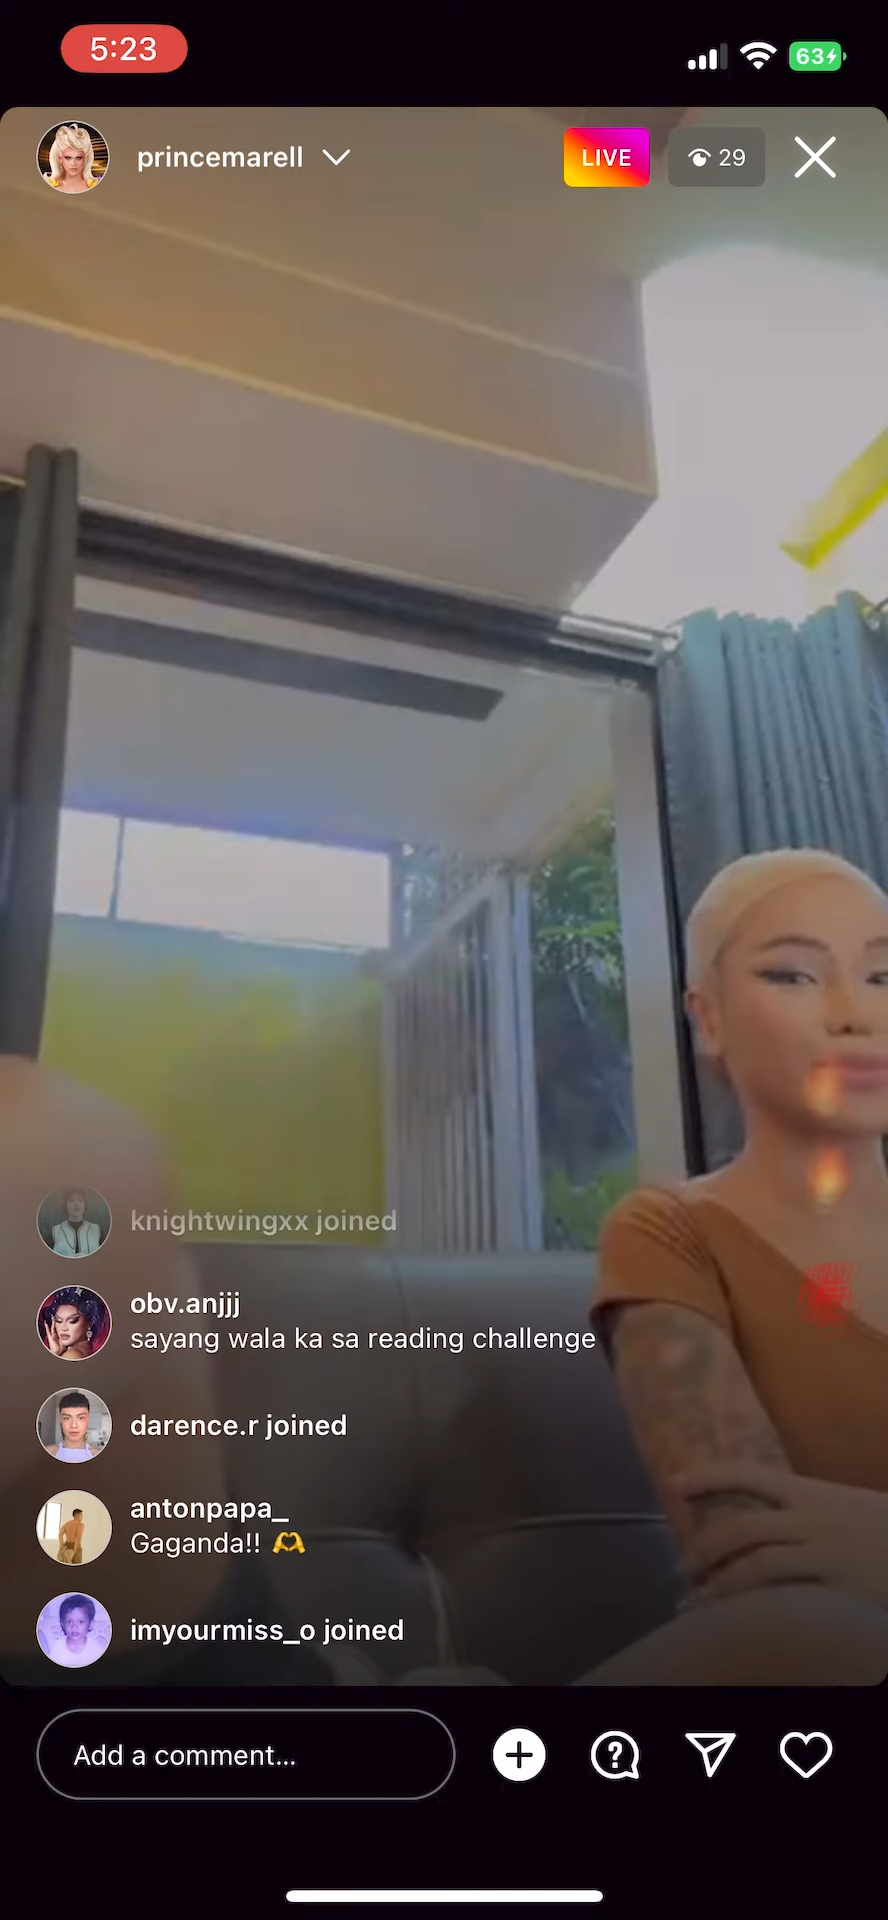 5:23
63
princemarell
LIVE
29
knightwingxx joined
obv.anjjj
sayang wala ka sa reading challenge
darence.r joined
antonpapa_
Gaganda!! 🫶
imyourmiss_o joined
Add a comment...